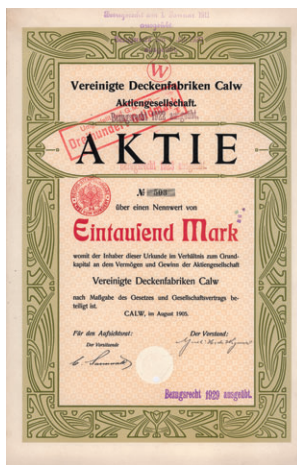 W
Vereinigte Deckenfabriken Calw
Aktiengesellschaft.
AKTIE
№
über einen Nennwert von
Eintausend Mark
womit der Inhaber dieser Urkunde im Verhältnis zum Grund-
kapital an dem Vermögen und Gewinn der Aktiengesellschaft
Vereinigte Deckenfabriken Calw
nach Maßgabe des Gesetzes und Gesellschaftsvertrags be-
teiligt ist.
CALW, im August 1905.
Für den Aufsichtsrat:
Der Vorstand:
Der Vorsitzende
Bezugsrecht 1929 ausgeübt.